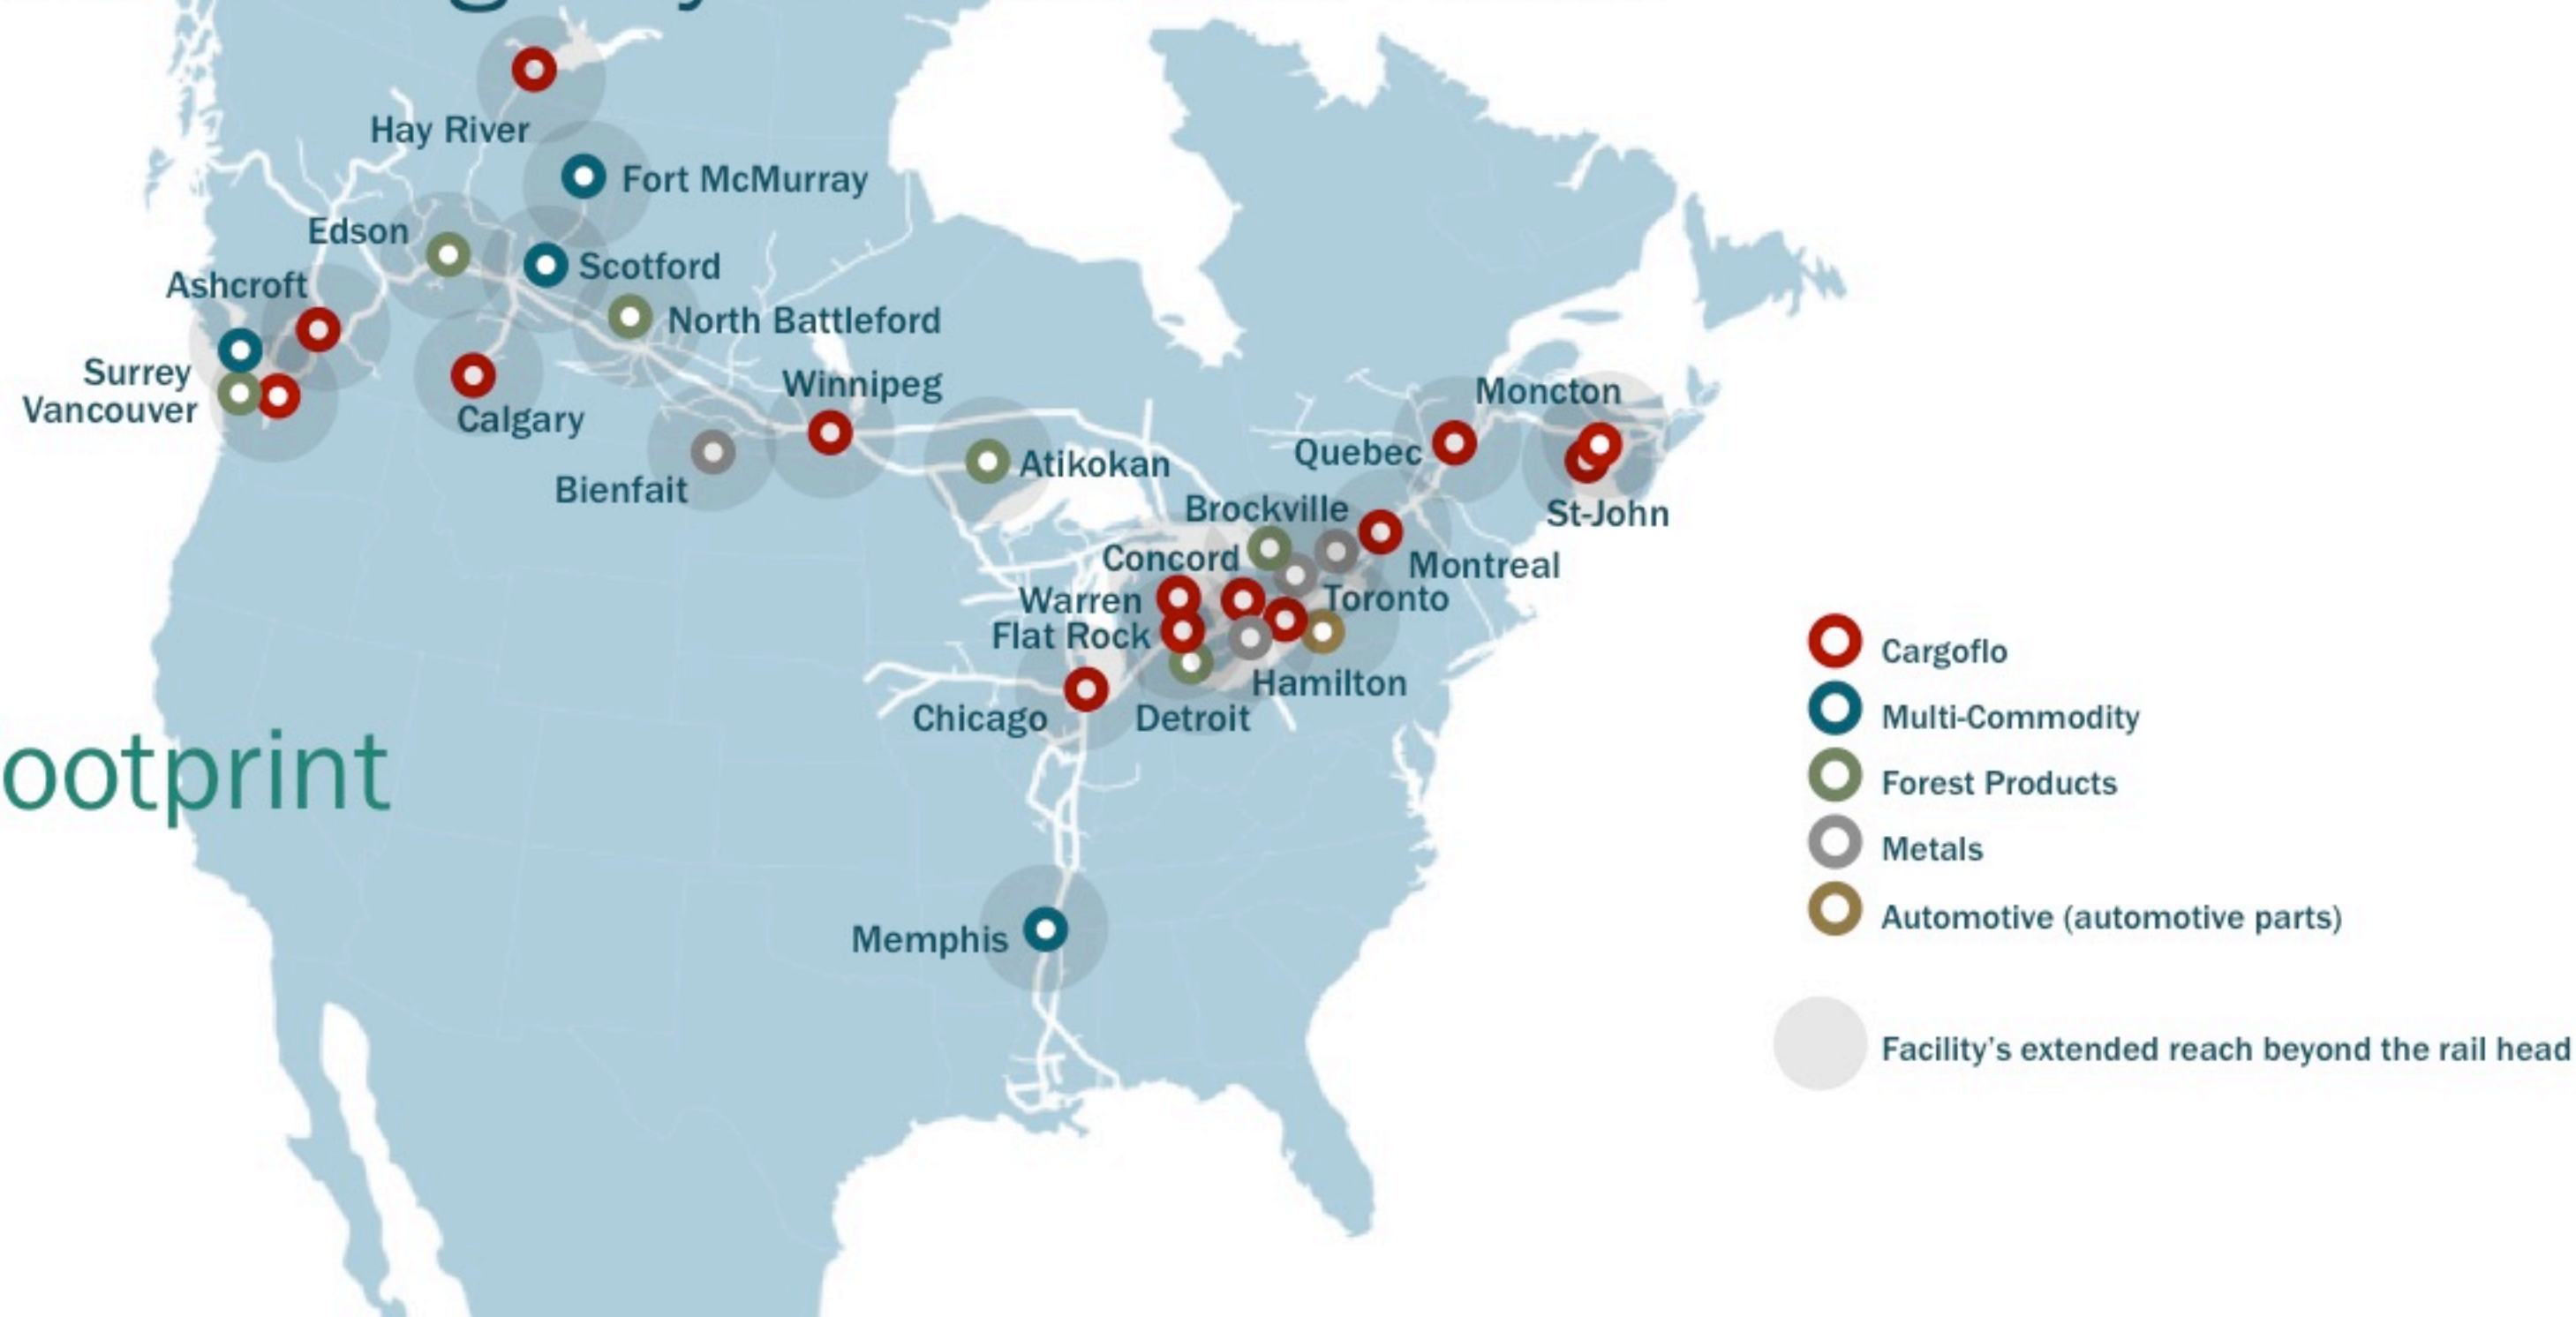 Hay River
Fort McMurray
Edson
Scotford
Ashcroft
North Battleford
Surrey
Vancouver
Winnipeg
Calgary
Moncton
Quebec
Atikokan
Bienfait
Brockville
St-John
Concord
Montreal
Warren
Toronto
Flat Rock
Hamilton
Chicago
Detroit
Memphis
ootprint
Cargoflo
Multi-Commodity
Forest Products
Metals
Automotive (automotive parts)
Facility's extended reach beyond the rail head